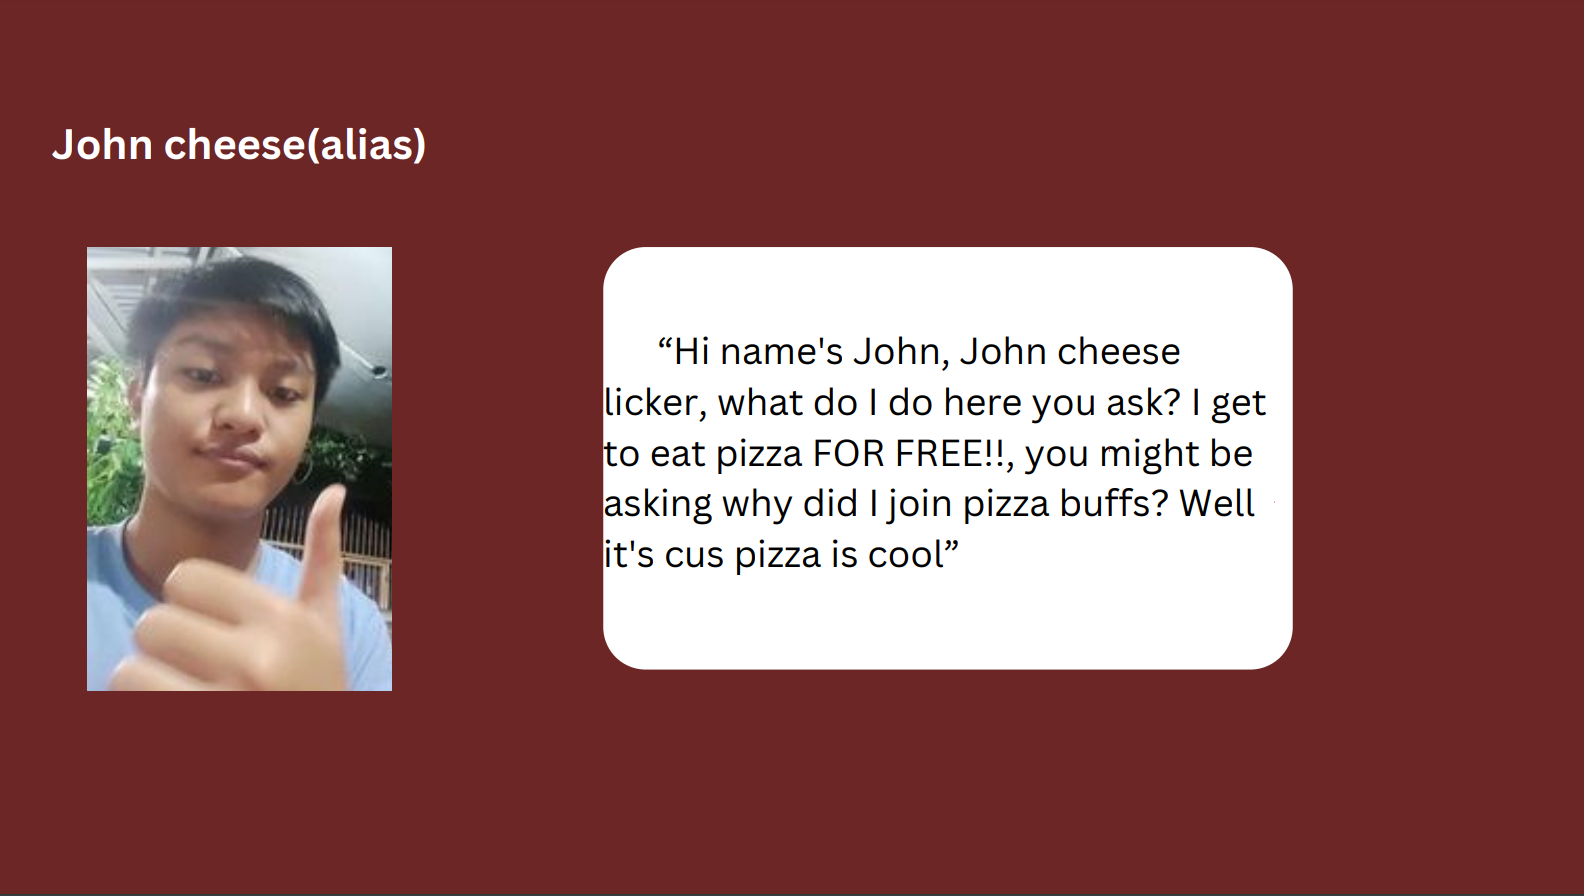 John cheese(alias)
“Hi name's John, John cheese
licker, what do I do here you ask? I get
to eat pizza FOR FREE!!, you might be
asking why did I join pizza buffs? Well
it's cus pizza is cool”